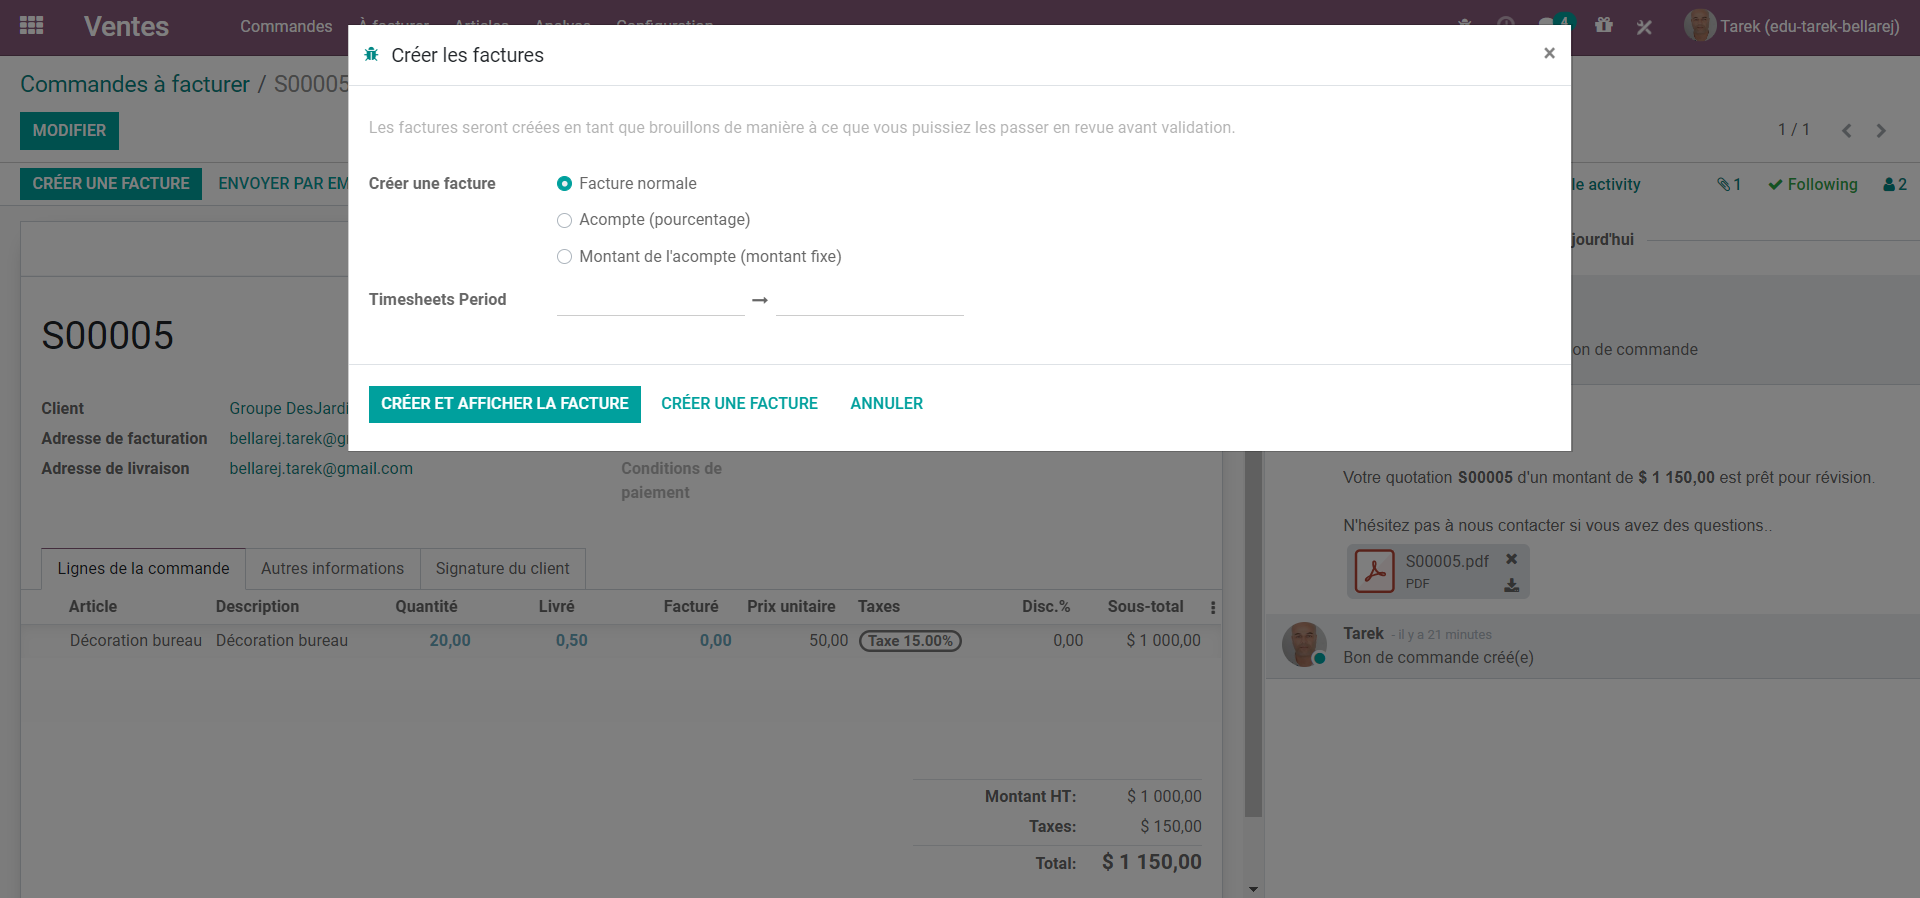 Ventes
Commandes
4
Tarek (edu-tarek-bellarej)
Créer les factures
×
Commandes à facturer / S00005
MODIFIER
1 / 1
Les factures seront créées en tant que brouillons de manière à ce que vous puissiez les passer en revue avant validation.
CRÉER UNE FACTURE
ENVOYER PAR EM
Créer une facture
Facture normale
Acompte (pourcentage)
Montant de l'acompte (montant fixe)
Timesheets Period
le activity
1
Following
2
jourd'hui
CRÉER ET AFFICHER LA FACTURE
CRÉER UNE FACTURE
ANNULER
on de commande
S00005
Client
Groupe DesJardi
Adresse de facturation
bellarej.tarek@g
Adresse de livraison
bellarej.tarek@gmail.com
Conditions de
paiement
Lignes de la commande
Autres informations
Signature du client
Article Description Quantité Livré Facturé Prix unitaire Taxes Disc.% Sous-total
Décoration bureau Décoration bureau 20,00 0,50 0,00 50,00 Taxe 15.00% 0,00 $ 1 000,00
Montant HT: $ 1 000,00
Taxes: $ 150,00
Total: $ 1 150,00
Votre quotation S00005 d'un montant de $ 1 150,00 est prêt pour révision.
N'hésitez pas à nous contacter si vous avez des questions..
S00005.pdf
PDF
Tarek - il y a 21 minutes
Bon de commande créé(e)